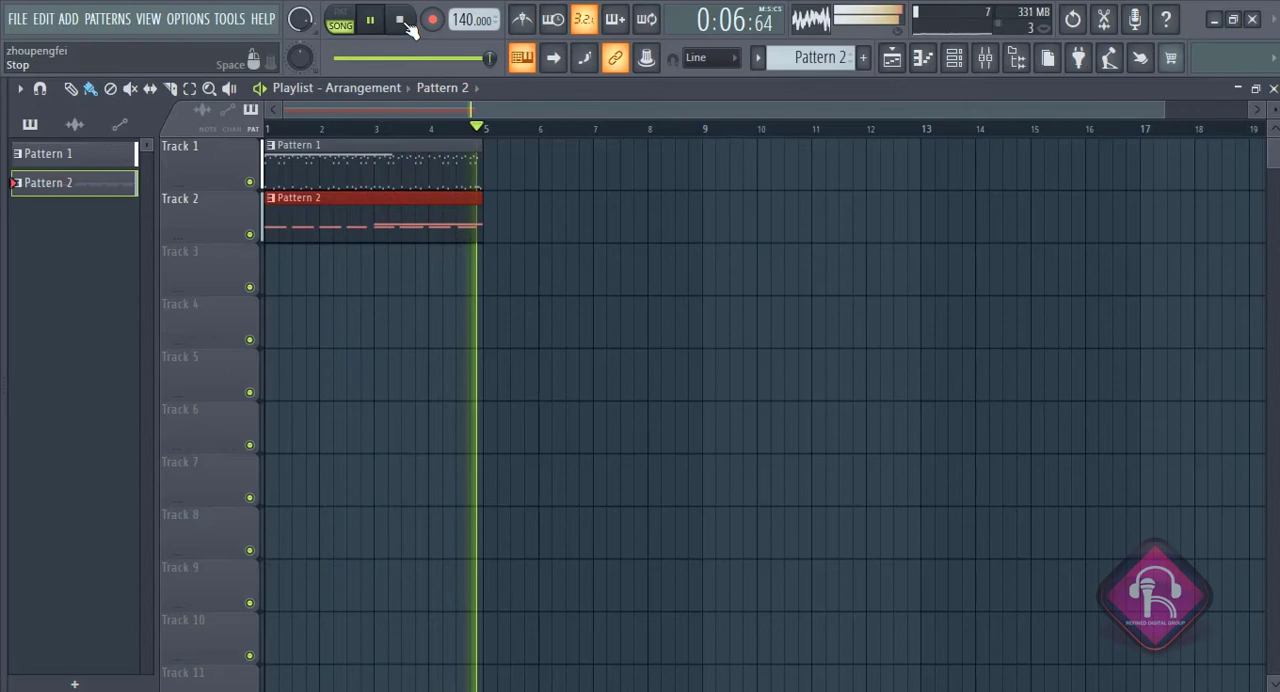 FILE EDIT ADD PATTERNS VIEW OPTIONS TOOLS HELP
SONG
140.000
3.2
0:06:64
M:S:CS
7
331 MB
3
zhoupengfei
Stop
Space
Line
Pattern 2
Playlist - Arrangement
Pattern 2
NOTE CHAN PAT
1 2 3 4 5 6 7 8 9 10 11 12 13 14 15 16 17 18 19
Pattern 1
Pattern 2
Track 1
Pattern 1
Track 2
Pattern 2
Track 3
Track 4
Track 5
Track 6
Track 7
Track 8
Track 9
Track 10
Track 11
REFINED DIGITAL GROUP